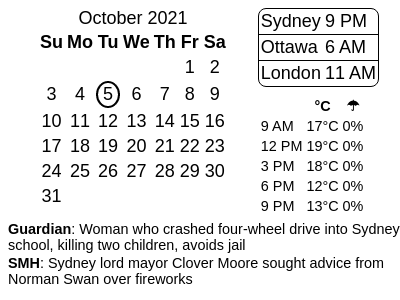 October 2021
Su Mo Tu We Th Fr Sa
1 2
3 4 5 6 7 8 9
10 11 12 13 14 15 16
17 18 19 20 21 22 23
24 25 26 27 28 29 30
31
Sydney 9 PM
Ottawa 6 AM
London 11 AM
°C ☂
9 AM 17°C 0%
12 PM 19°C 0%
3 PM 18°C 0%
6 PM 12°C 0%
9 PM 13°C 0%
Guardian: Woman who crashed four-wheel drive into Sydney
school, killing two children, avoids jail
SMH: Sydney lord mayor Clover Moore sought advice from
Norman Swan over fireworks